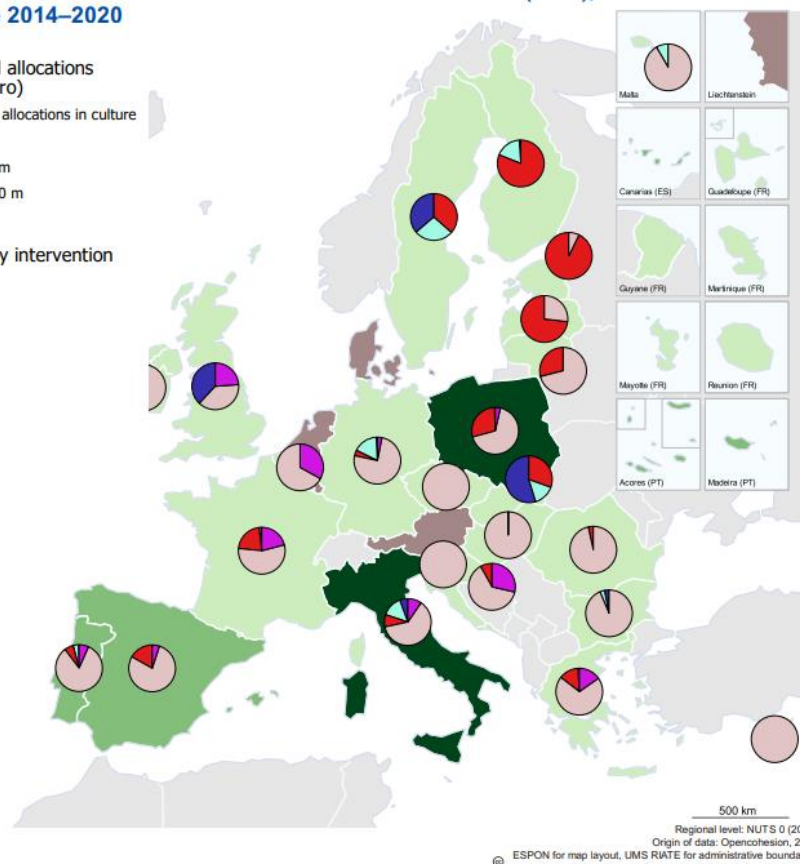 2014–2020
allocations
ro)
allocations in culture
m
0 m
y intervention
Malta
Liechtenstein
Canarias (ES)
Guadeloupe (FR)
Guyane (FR)
Martinique (FR)
Mayotte (FR)
Reunion (FR)
Acores (PT)
Madeira (PT)
500 km
Regional level: NUTS 0 (20
Origin of data: Opencohesion, 2
ESPON for map layout, UMS RIATE for administrative bounda